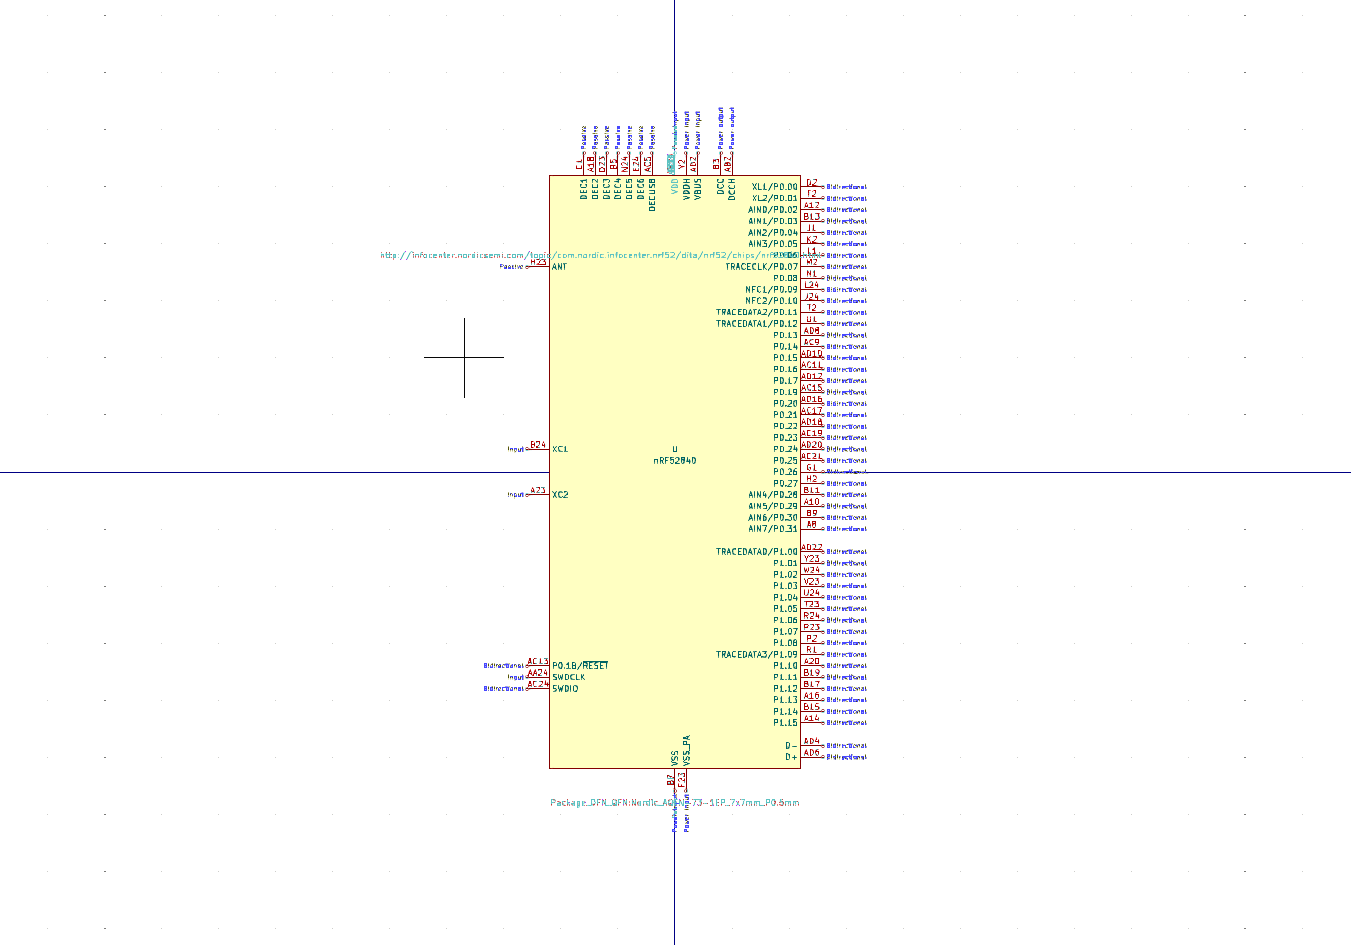 Passive Passive Passive Passive Passive Passive Passive Power input Power input Power output Power output
C1 A18 D23 B5 N24 E24 AC5 Y2 AD2 B3 AB2
DEC1 DEC2 DEC3 DEC4 DEC5 DEC6 DECUSB VDD VDDH VBUS DCC DCCH
XL1/P0.00 D2 Bidirectional
XL2/P0.01 F2 Bidirectional
AIN0/P0.02 A12 Bidirectional
AIN1/P0.03 B13 Bidirectional
AIN2/P0.04 J1 Bidirectional
AIN3/P0.05 K2 Bidirectional
http://infocenter.nordicsemi.com/topic/com.nordic.infocenter.nrf52/dita/nrf52/chips/ L1 Bidirectional
Passive H23 ANT TRACECLK/P0.07 M2 Bidirectional
P0.08 N1 Bidirectional
NFC1/P0.09 L24 Bidirectional
NFC2/P0.10 J24 Bidirectional
TRACEDATA2/P0.11 T2 Bidirectional
TRACEDATA1/P0.12 U1 Bidirectional
P0.13 AD8 Bidirectional
P0.14 AC9 Bidirectional
P0.15 AD10 Bidirectional
P0.16 AC11 Bidirectional
P0.17 AD12 Bidirectional
P0.19 AC15 Bidirectional
P0.20 AD16 Bidirectional
P0.21 AC17 Bidirectional
P0.22 AD18 Bidirectional
P0.23 AC19 Bidirectional
Input B24 XC1 U P0.24 AD20 Bidirectional
nRF52840 P0.25 AC21 Bidirectional
P0.26 G1 Bidirectional
P0.27 H2 Bidirectional
Input A23 XC2 AIN4/P0.28 B11 Bidirectional
AIN5/P0.29 A10 Bidirectional
AIN6/P0.30 B9 Bidirectional
AIN7/P0.31 A8 Bidirectional
TRACEDATA0/P1.00 AD22 Bidirectional
P1.01 Y23 Bidirectional
P1.02 W24 Bidirectional
P1.03 V23 Bidirectional
P1.04 U24 Bidirectional
P1.05 T23 Bidirectional
P1.06 R24 Bidirectional
P1.07 P23 Bidirectional
P1.08 P2 Bidirectional
TRACEDATA3/P1.09 R1 Bidirectional
Bidirectional AC13 P0.18/RESET P1.10 A20 Bidirectional
Input AA24 SWDCLK P1.11 B19 Bidirectional
Bidirectional AC24 SWDIO P1.12 B17 Bidirectional
P1.13 A16 Bidirectional
P1.14 B15 Bidirectional
P1.15 A14 Bidirectional
D- AD4 Bidirectional
D+ AD6 Bidirectional
VSS VSS_PA
B7 F23
Package_DFN_QFN:Nordic_AQFN-73-1EP_7x7mm_P0.5mm
Power input